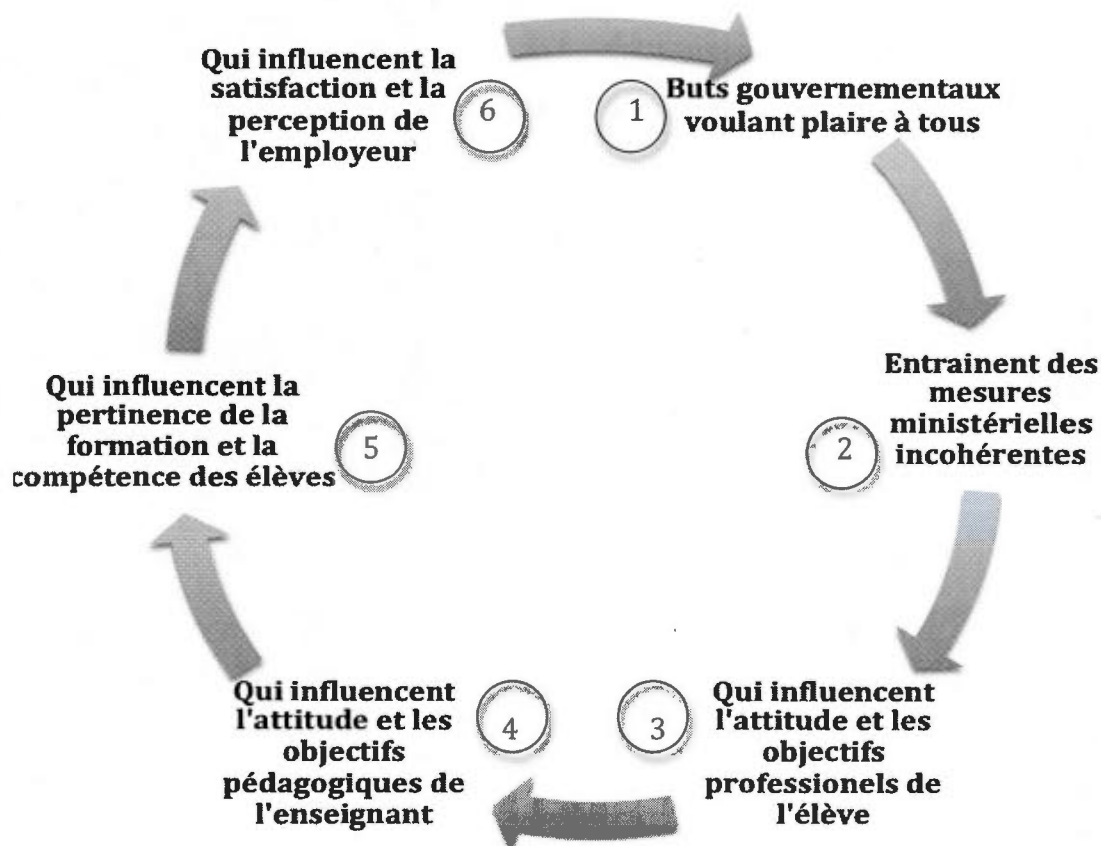 1
Buts gouvernementaux
voulant plaire à tous
2
Entrainent des
mesures
ministérielles
incohérentes
3
Qui influencent
l'attitude et les
objectifs
professionels de
l'élève
4
Qui influencent
l'attitude et les
objectifs
pédagogiques de
l'enseignant
5
Qui influencent la
pertinence de la
formation et la
compétence des élèves
6
Qui influencent la
satisfaction et la
perception de
l'employeur